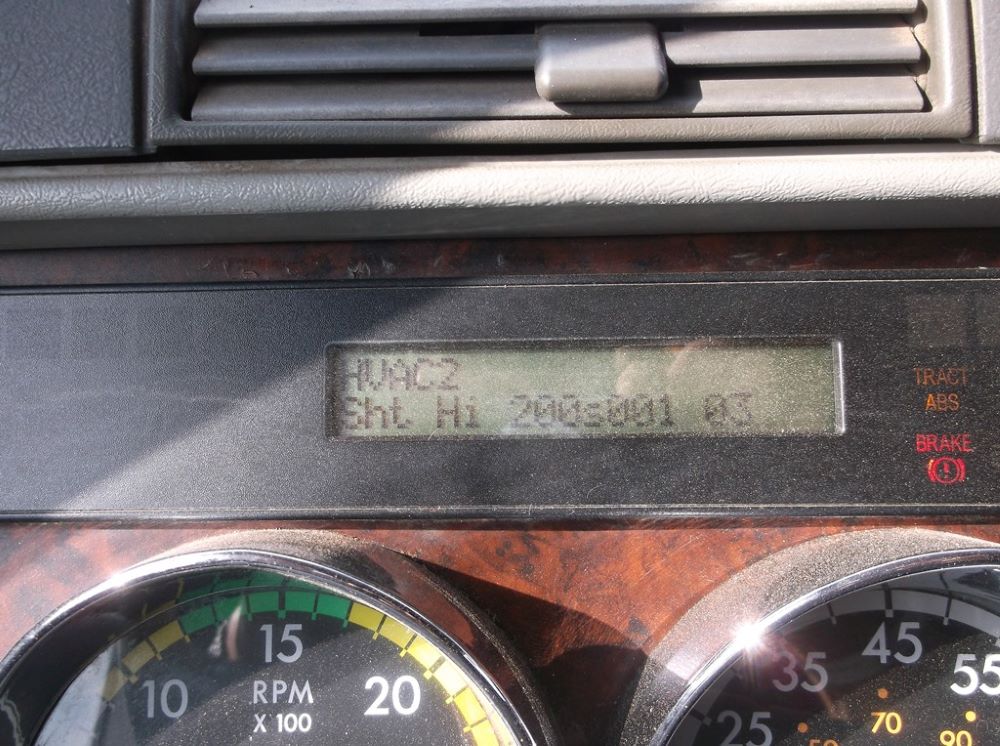 HVAC2
Sht Hi 200s001 03
TRACT
ABS
BRAKE
10
15
20
RPM
X 100
25
35
45
55
50
70
90